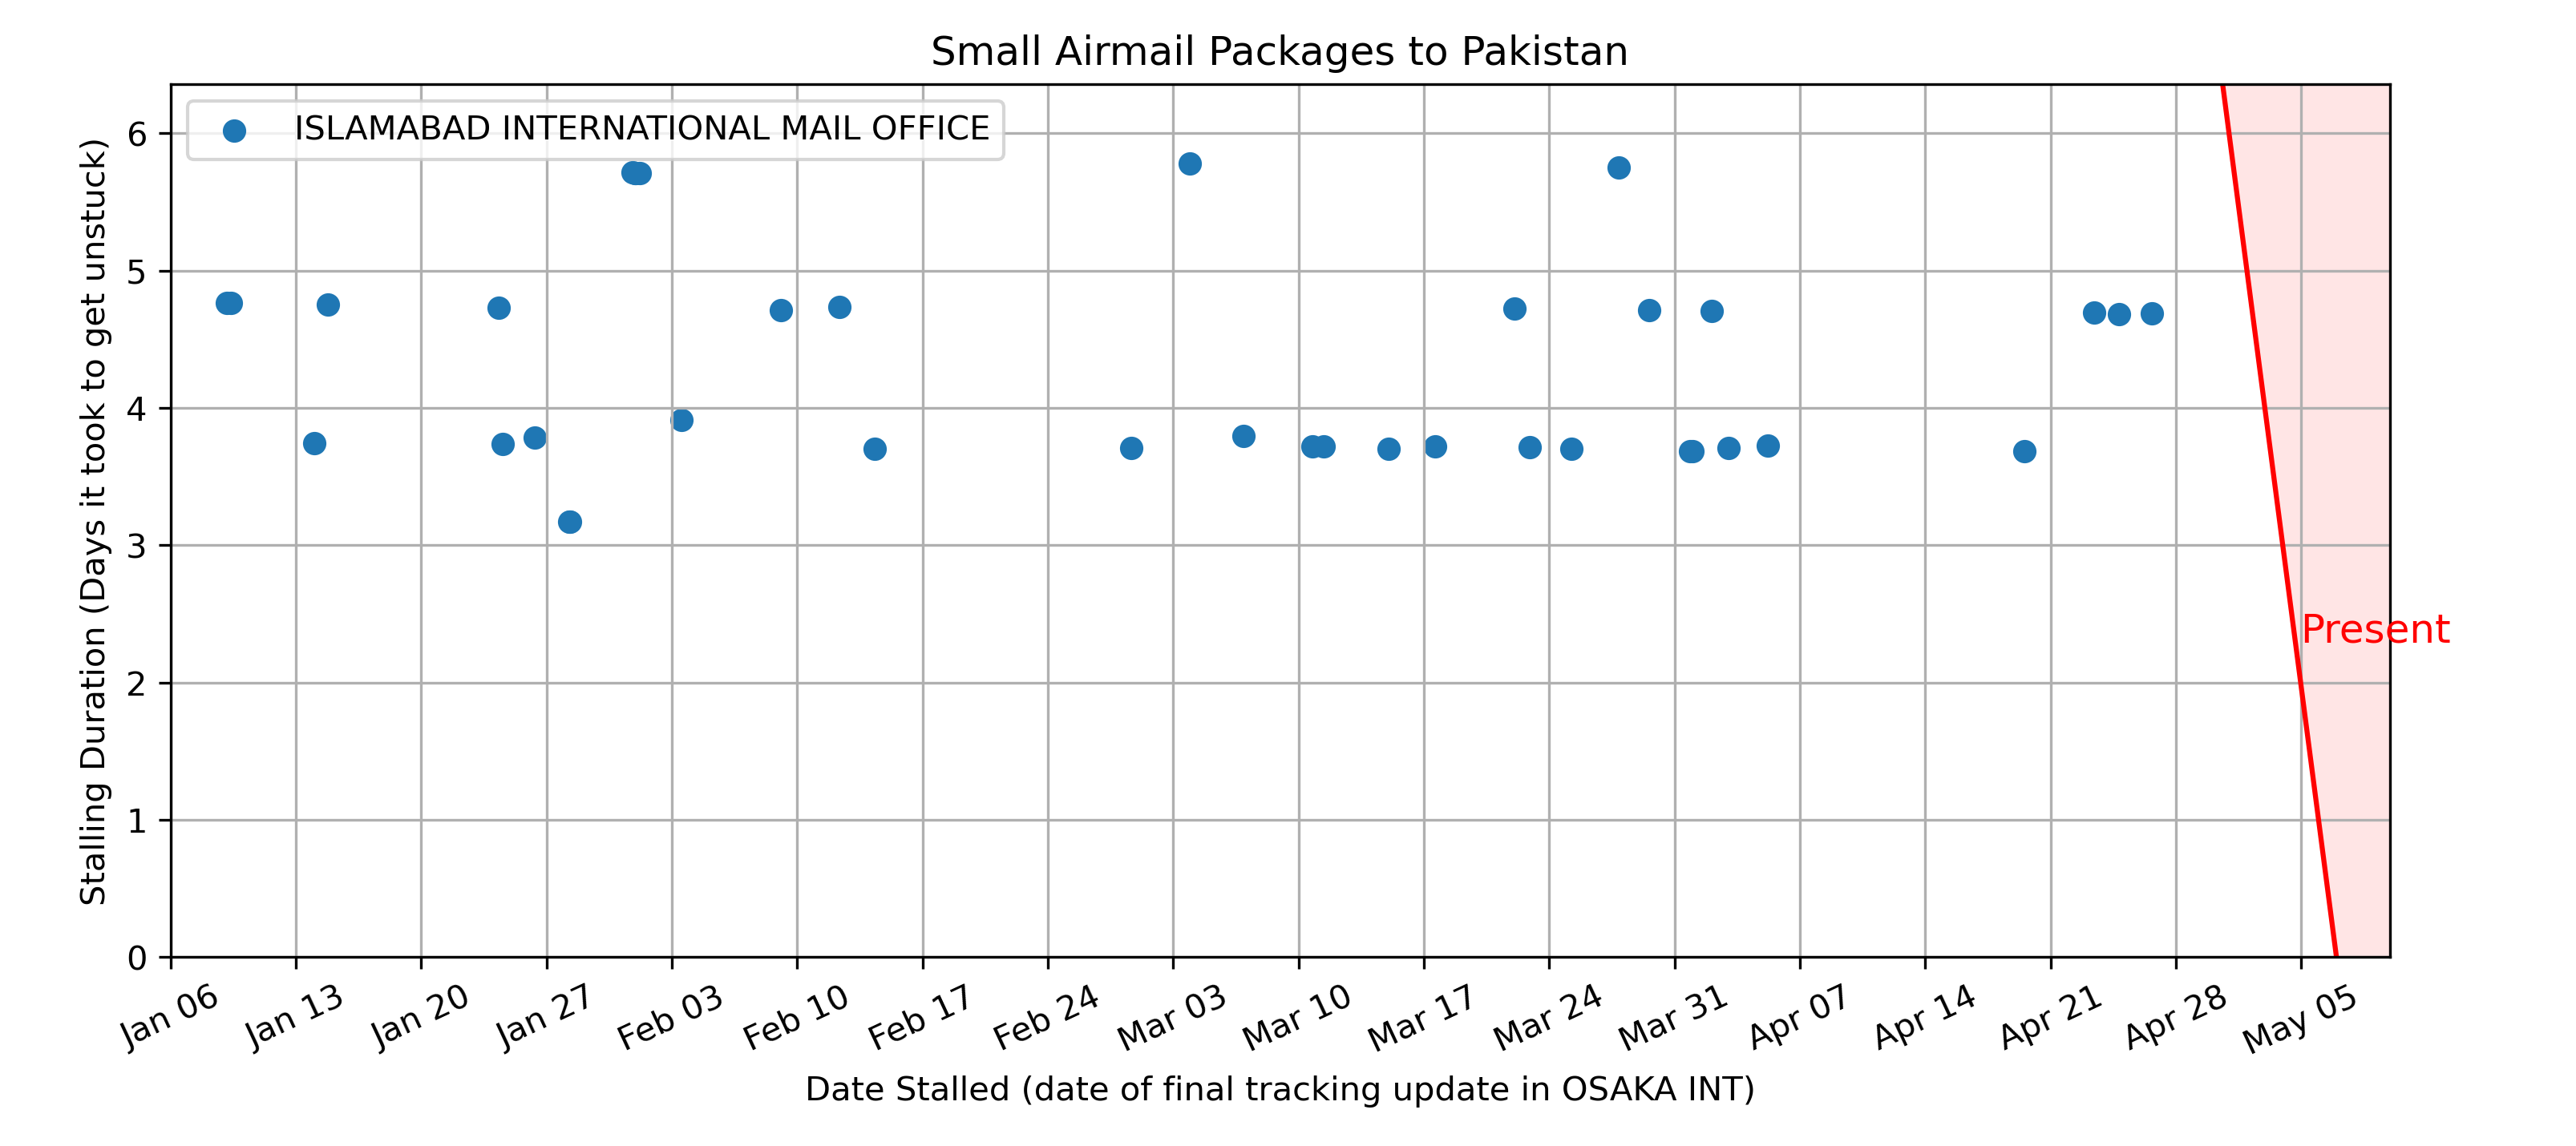 Small Airmail Packages to Pakistan
ISLAMABAD INTERNATIONAL MAIL OFFICE
Stalling Duration (Days it took to get unstuck)
6
5
4
3
2
1
0
Present
Jan 06
Jan 13
Jan 20
Jan 27
Feb 03
Feb 10
Feb 17
Feb 24
Mar 03
Mar 10
Mar 17
Mar 24
Mar 31
Apr 07
Apr 14
Apr 21
Apr 28
May 05
Date Stalled (date of final tracking update in OSAKA INT)